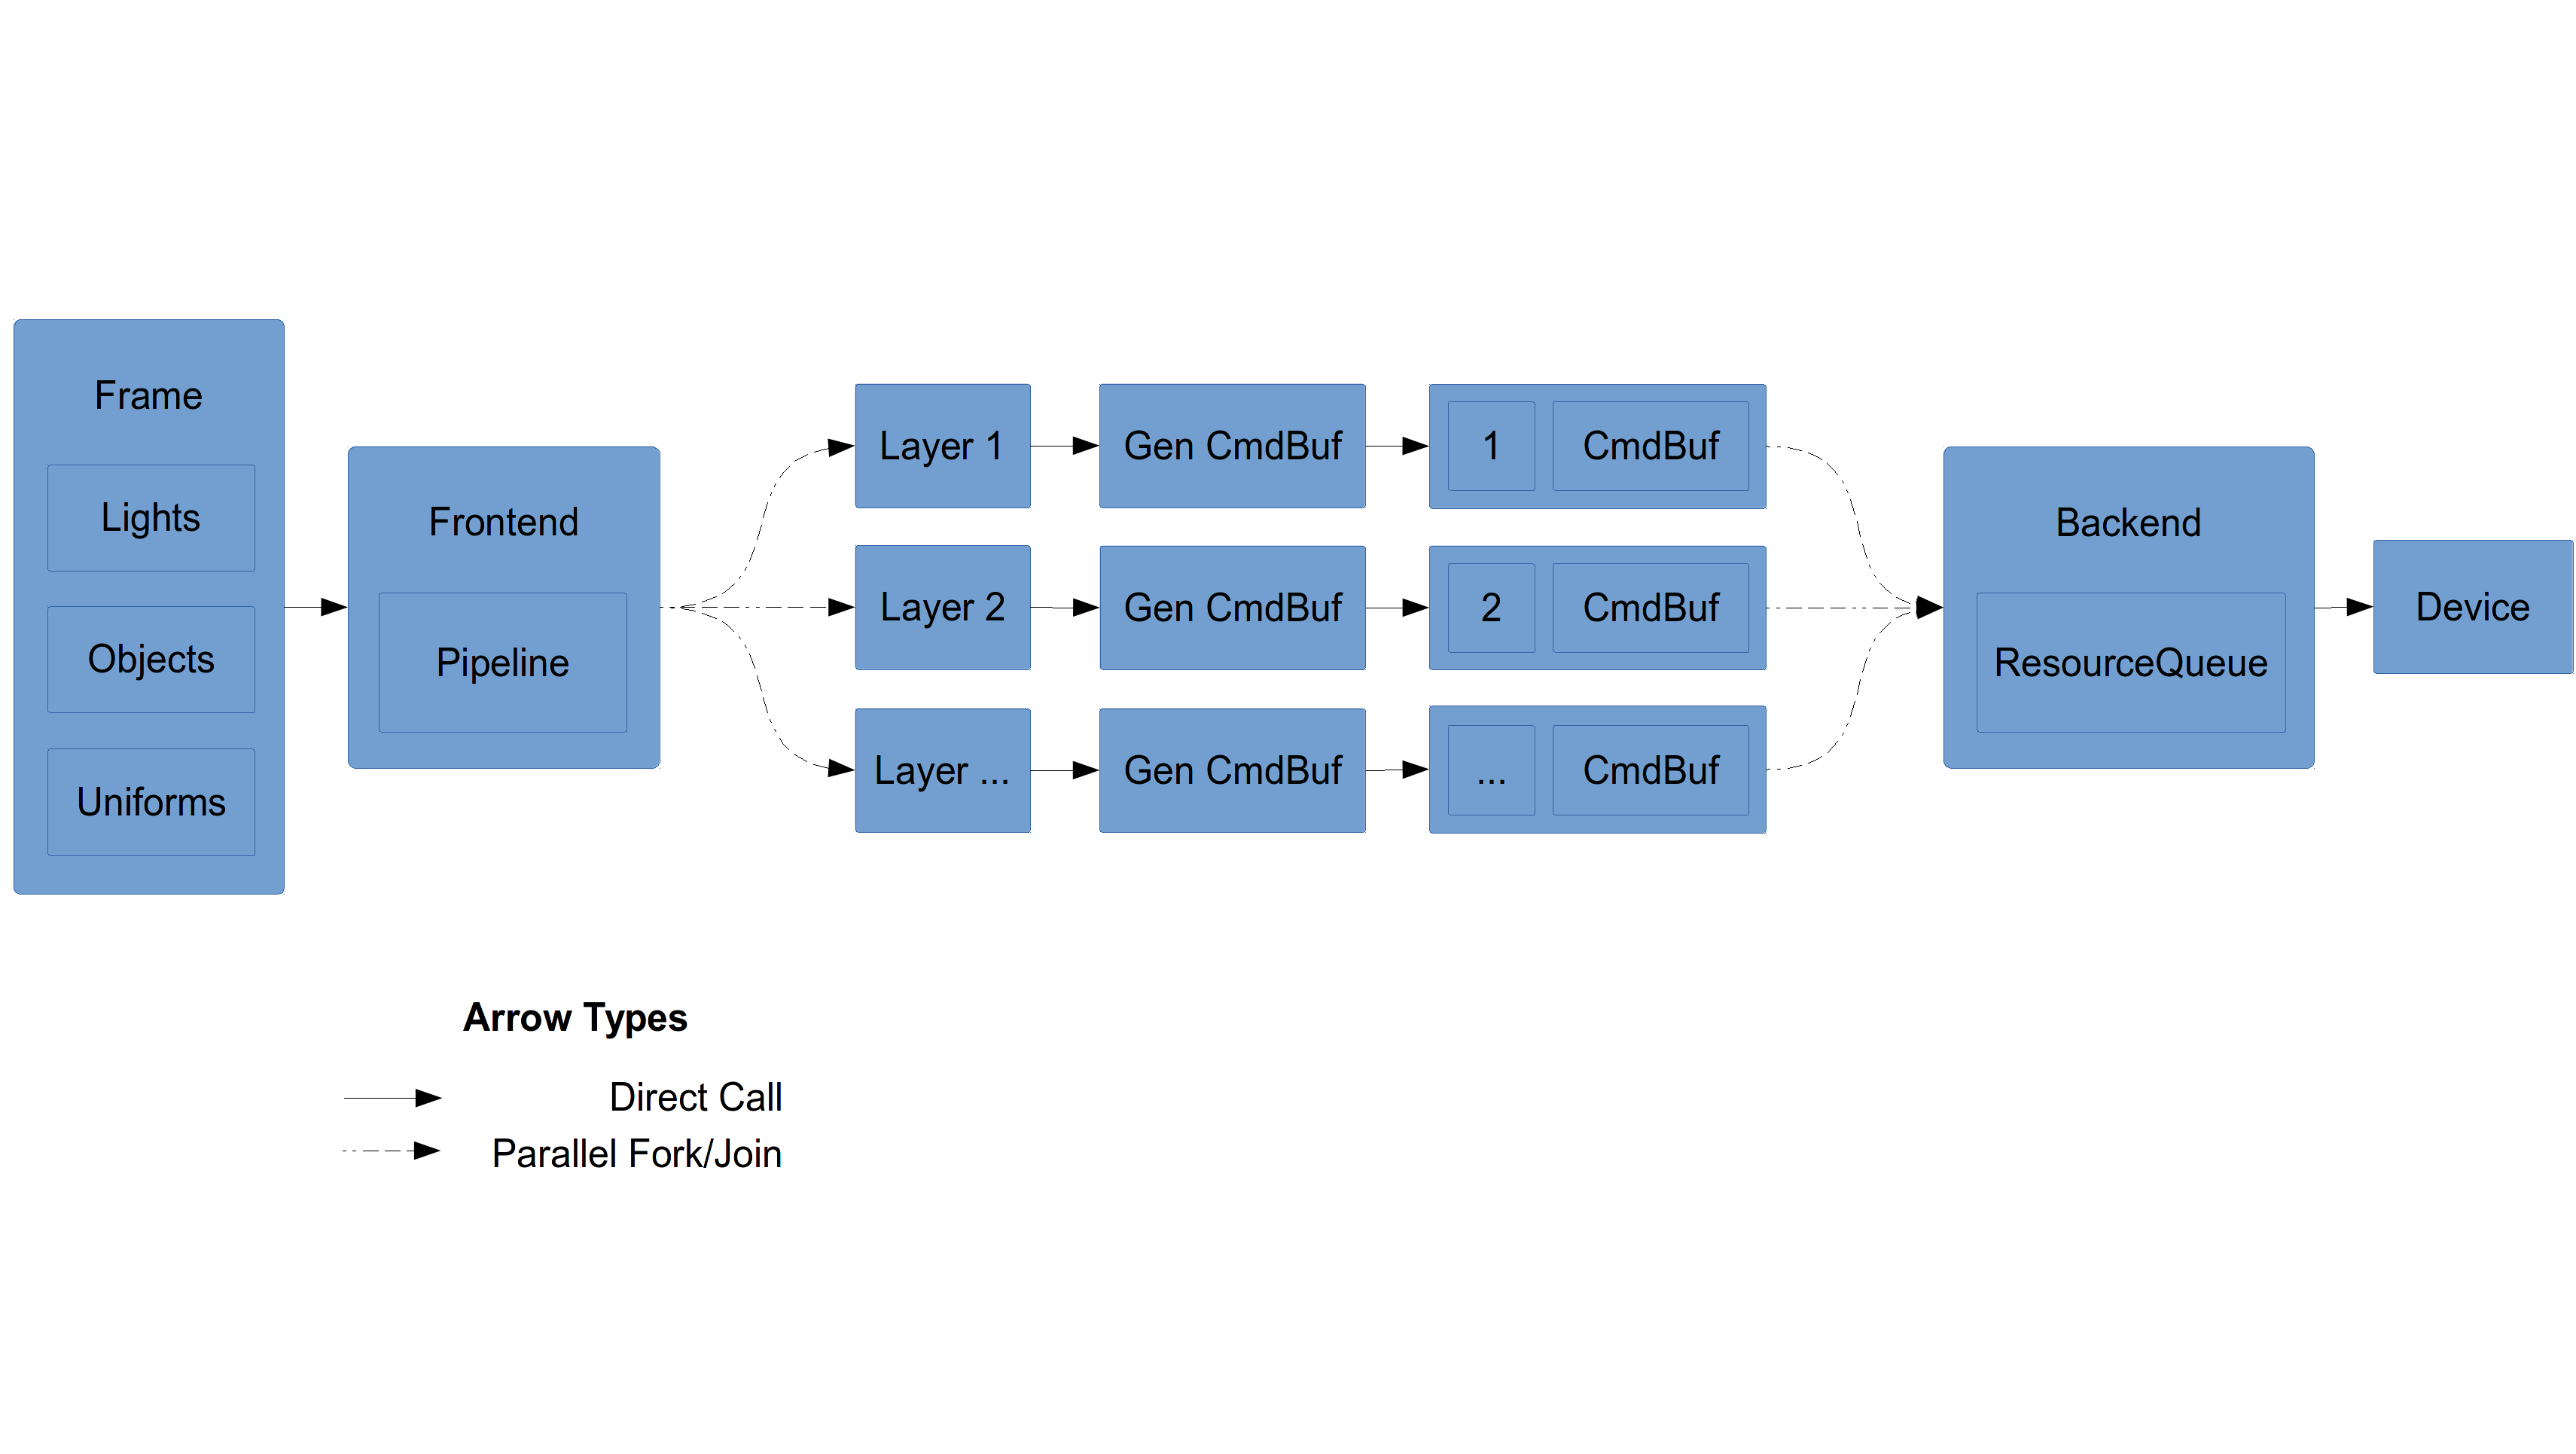 Frame
Lights
Objects
Uniforms
Frontend
Pipeline
Layer 1
Gen CmdBuf
1
CmdBuf
Layer 2
Gen CmdBuf
2
CmdBuf
Layer ...
Gen CmdBuf
...
CmdBuf
Backend
ResourceQueue
Device
Arrow Types
Direct Call
Parallel Fork/Join